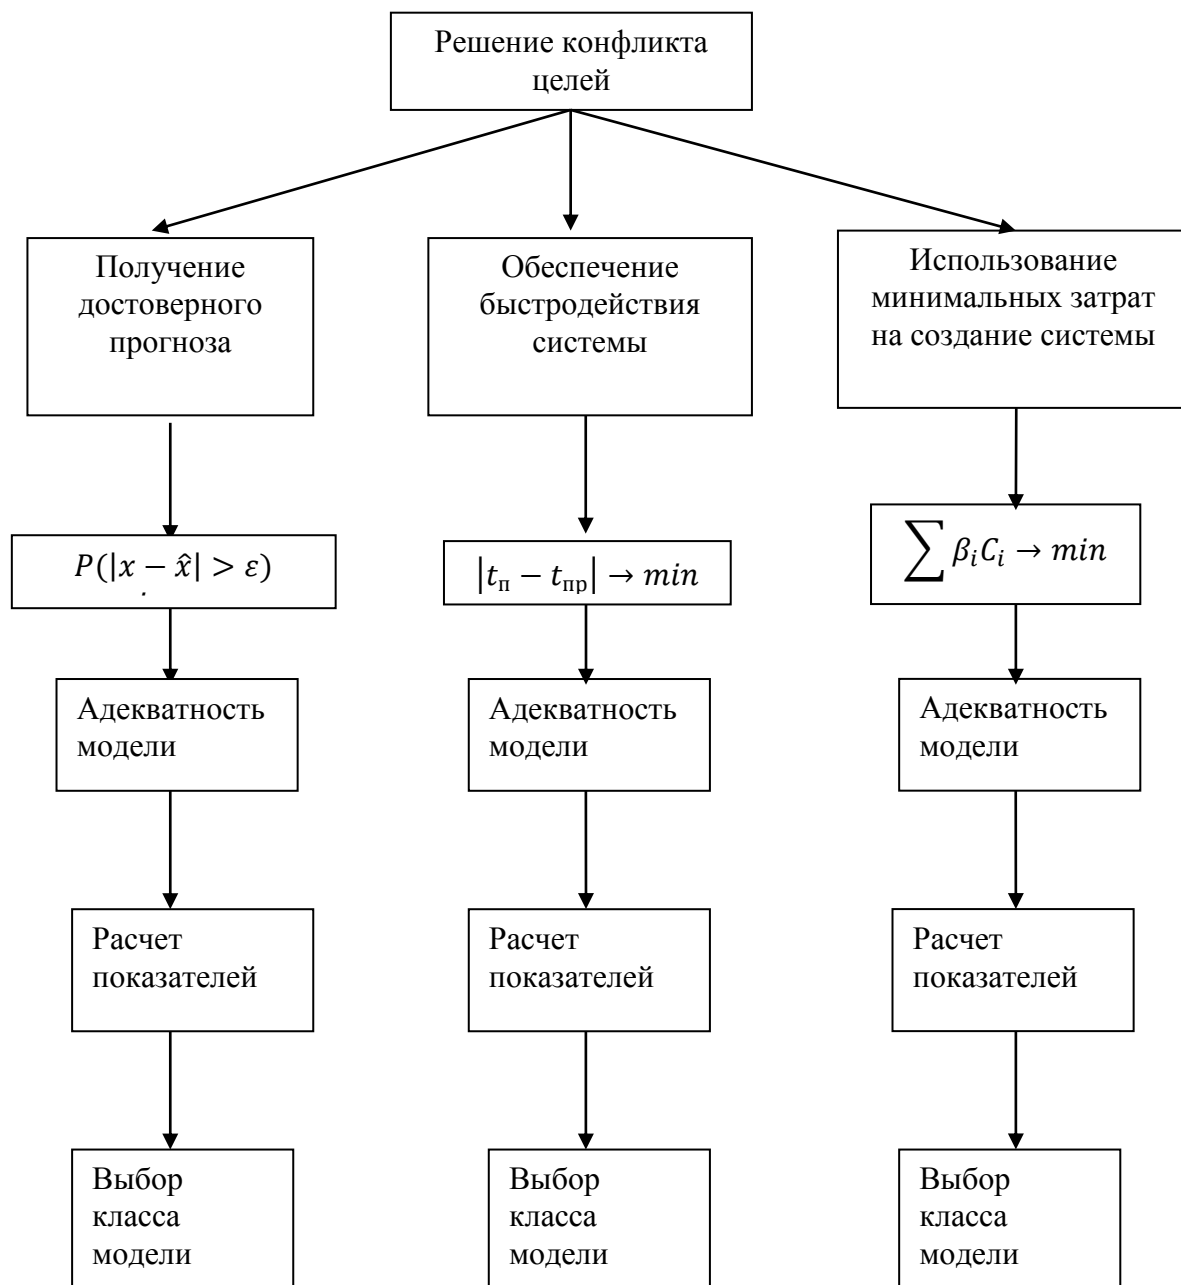 Решение конфликта
целей
Получение
достоверного
прогноза
Обеспечение
быстродействия
системы
Использование
минимальных затрат
на создание системы
P(|x − x̂| > ε)
|tп − tпр| → min
∑ βiCi → min
Адекватность
модели
Адекватность
модели
Адекватность
модели
Расчет
показателей
Расчет
показателей
Расчет
показателей
Выбор
класса
модели
Выбор
класса
модели
Выбор
класса
модели